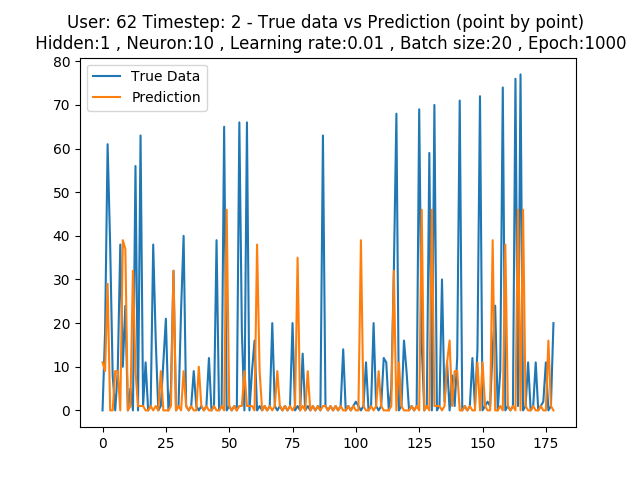 User: 62 Timestep: 2 - True data vs Prediction (point by point)
Hidden:1 , Neuron:10 , Learning rate:0.01 , Batch size:20 , Epoch:1000
True Data
Prediction
80
70
60
50
40
30
20
10
0
0 25 50 75 100 125 150 175